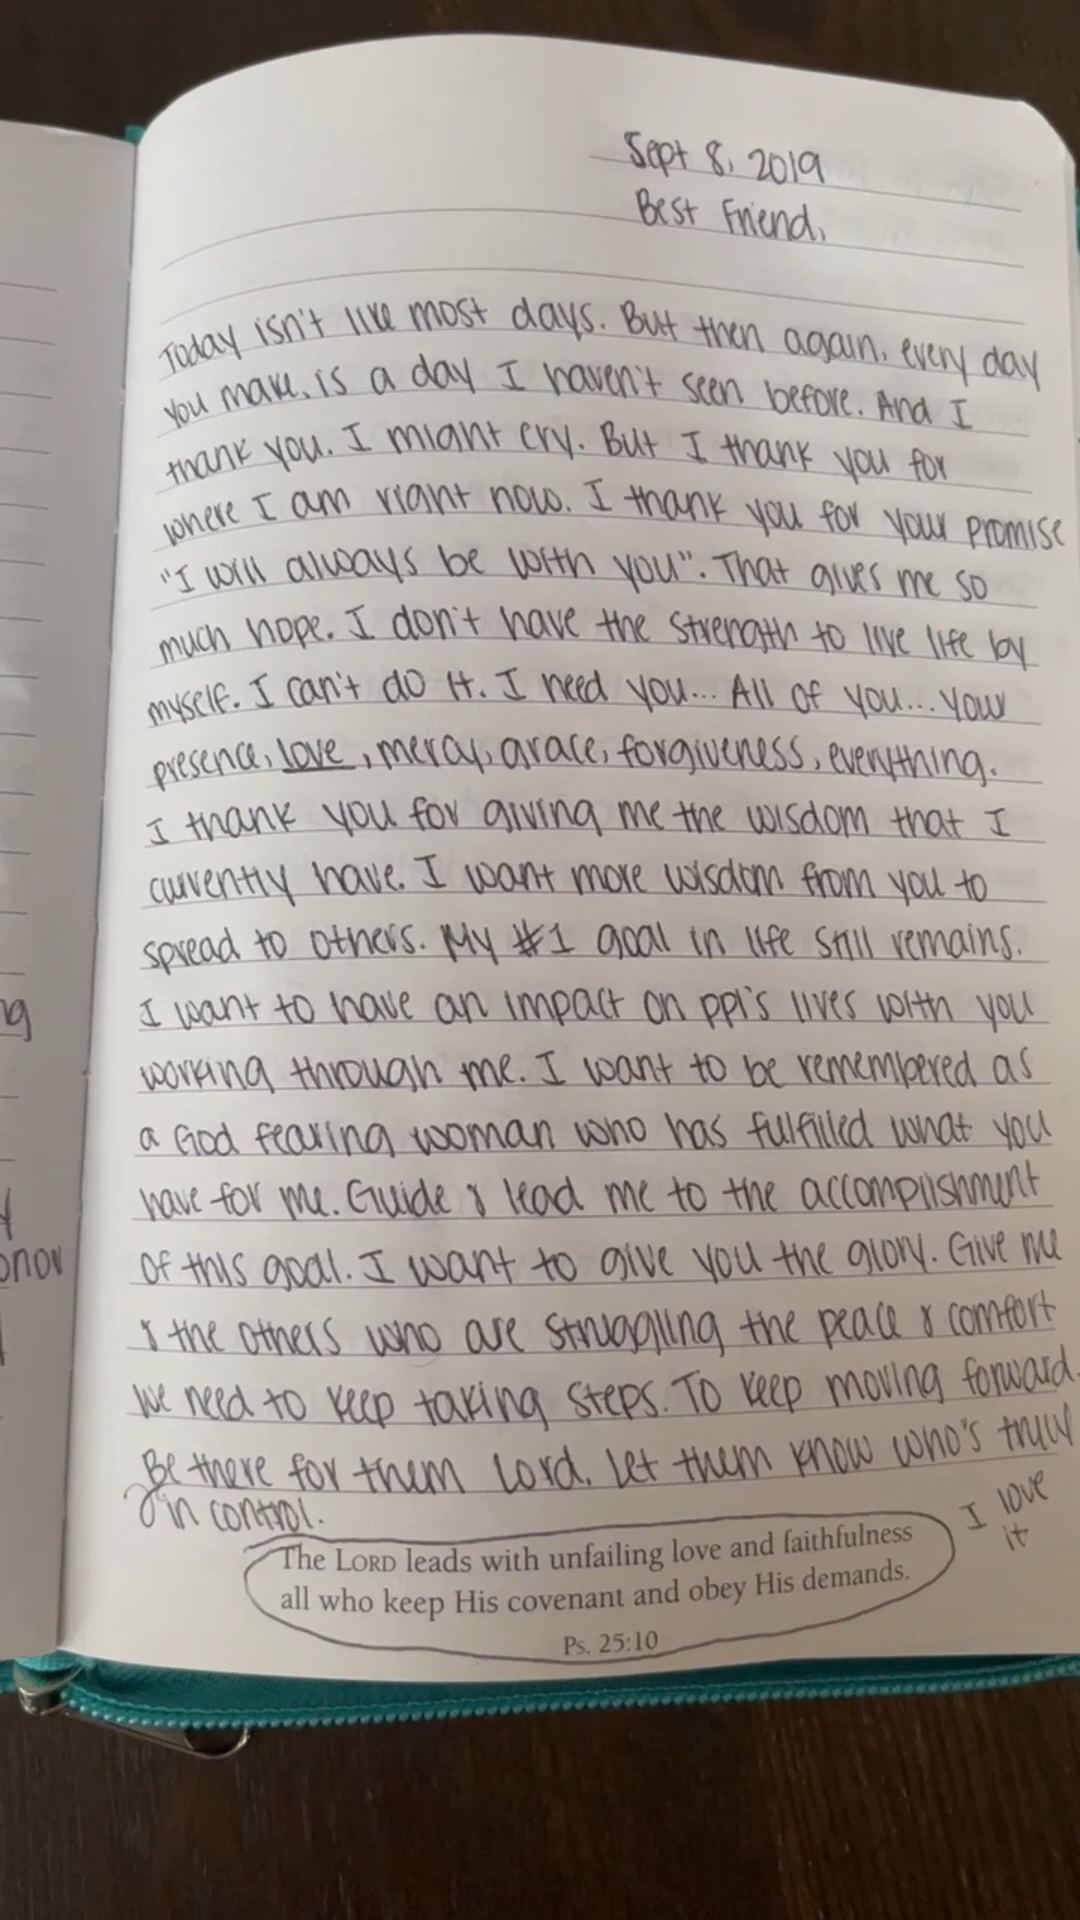 Sept 8, 2019
Best Friend,
Today isn't like most days. But then again, every day
you make, is a day I haven't seen before. And I
thank you. I might cry. But I thank you for
where I am right now. I thank you for your promise
"I will always be with you". That gives me so
much hope. I don't have the strength to live life by
myself. I can't do it. I need you... All of you... Your
presence, love, mercy, grace, forgiveness, everything.
I thank you for giving me the wisdom that I
currently have. I want more wisdom from you to
spread to others. My #1 goal in life still remains.
I want to have an impact on ppl's lives with you
working through me. I want to be remembered as
a God fearing woman who has fulfilled what you
have for me. Guide & lead me to the accomplishment
of this goal. I want to give you the glory. Give me
& the others who are struggling the peace & comfort
we need to keep taking steps. To keep moving forward.
Be there for them Lord. Let them know who's truly
in control.
The LORD leads with unfailing love and faithfulness
all who keep His covenant and obey His demands.
Ps. 25:10
I love
it
ng
onor